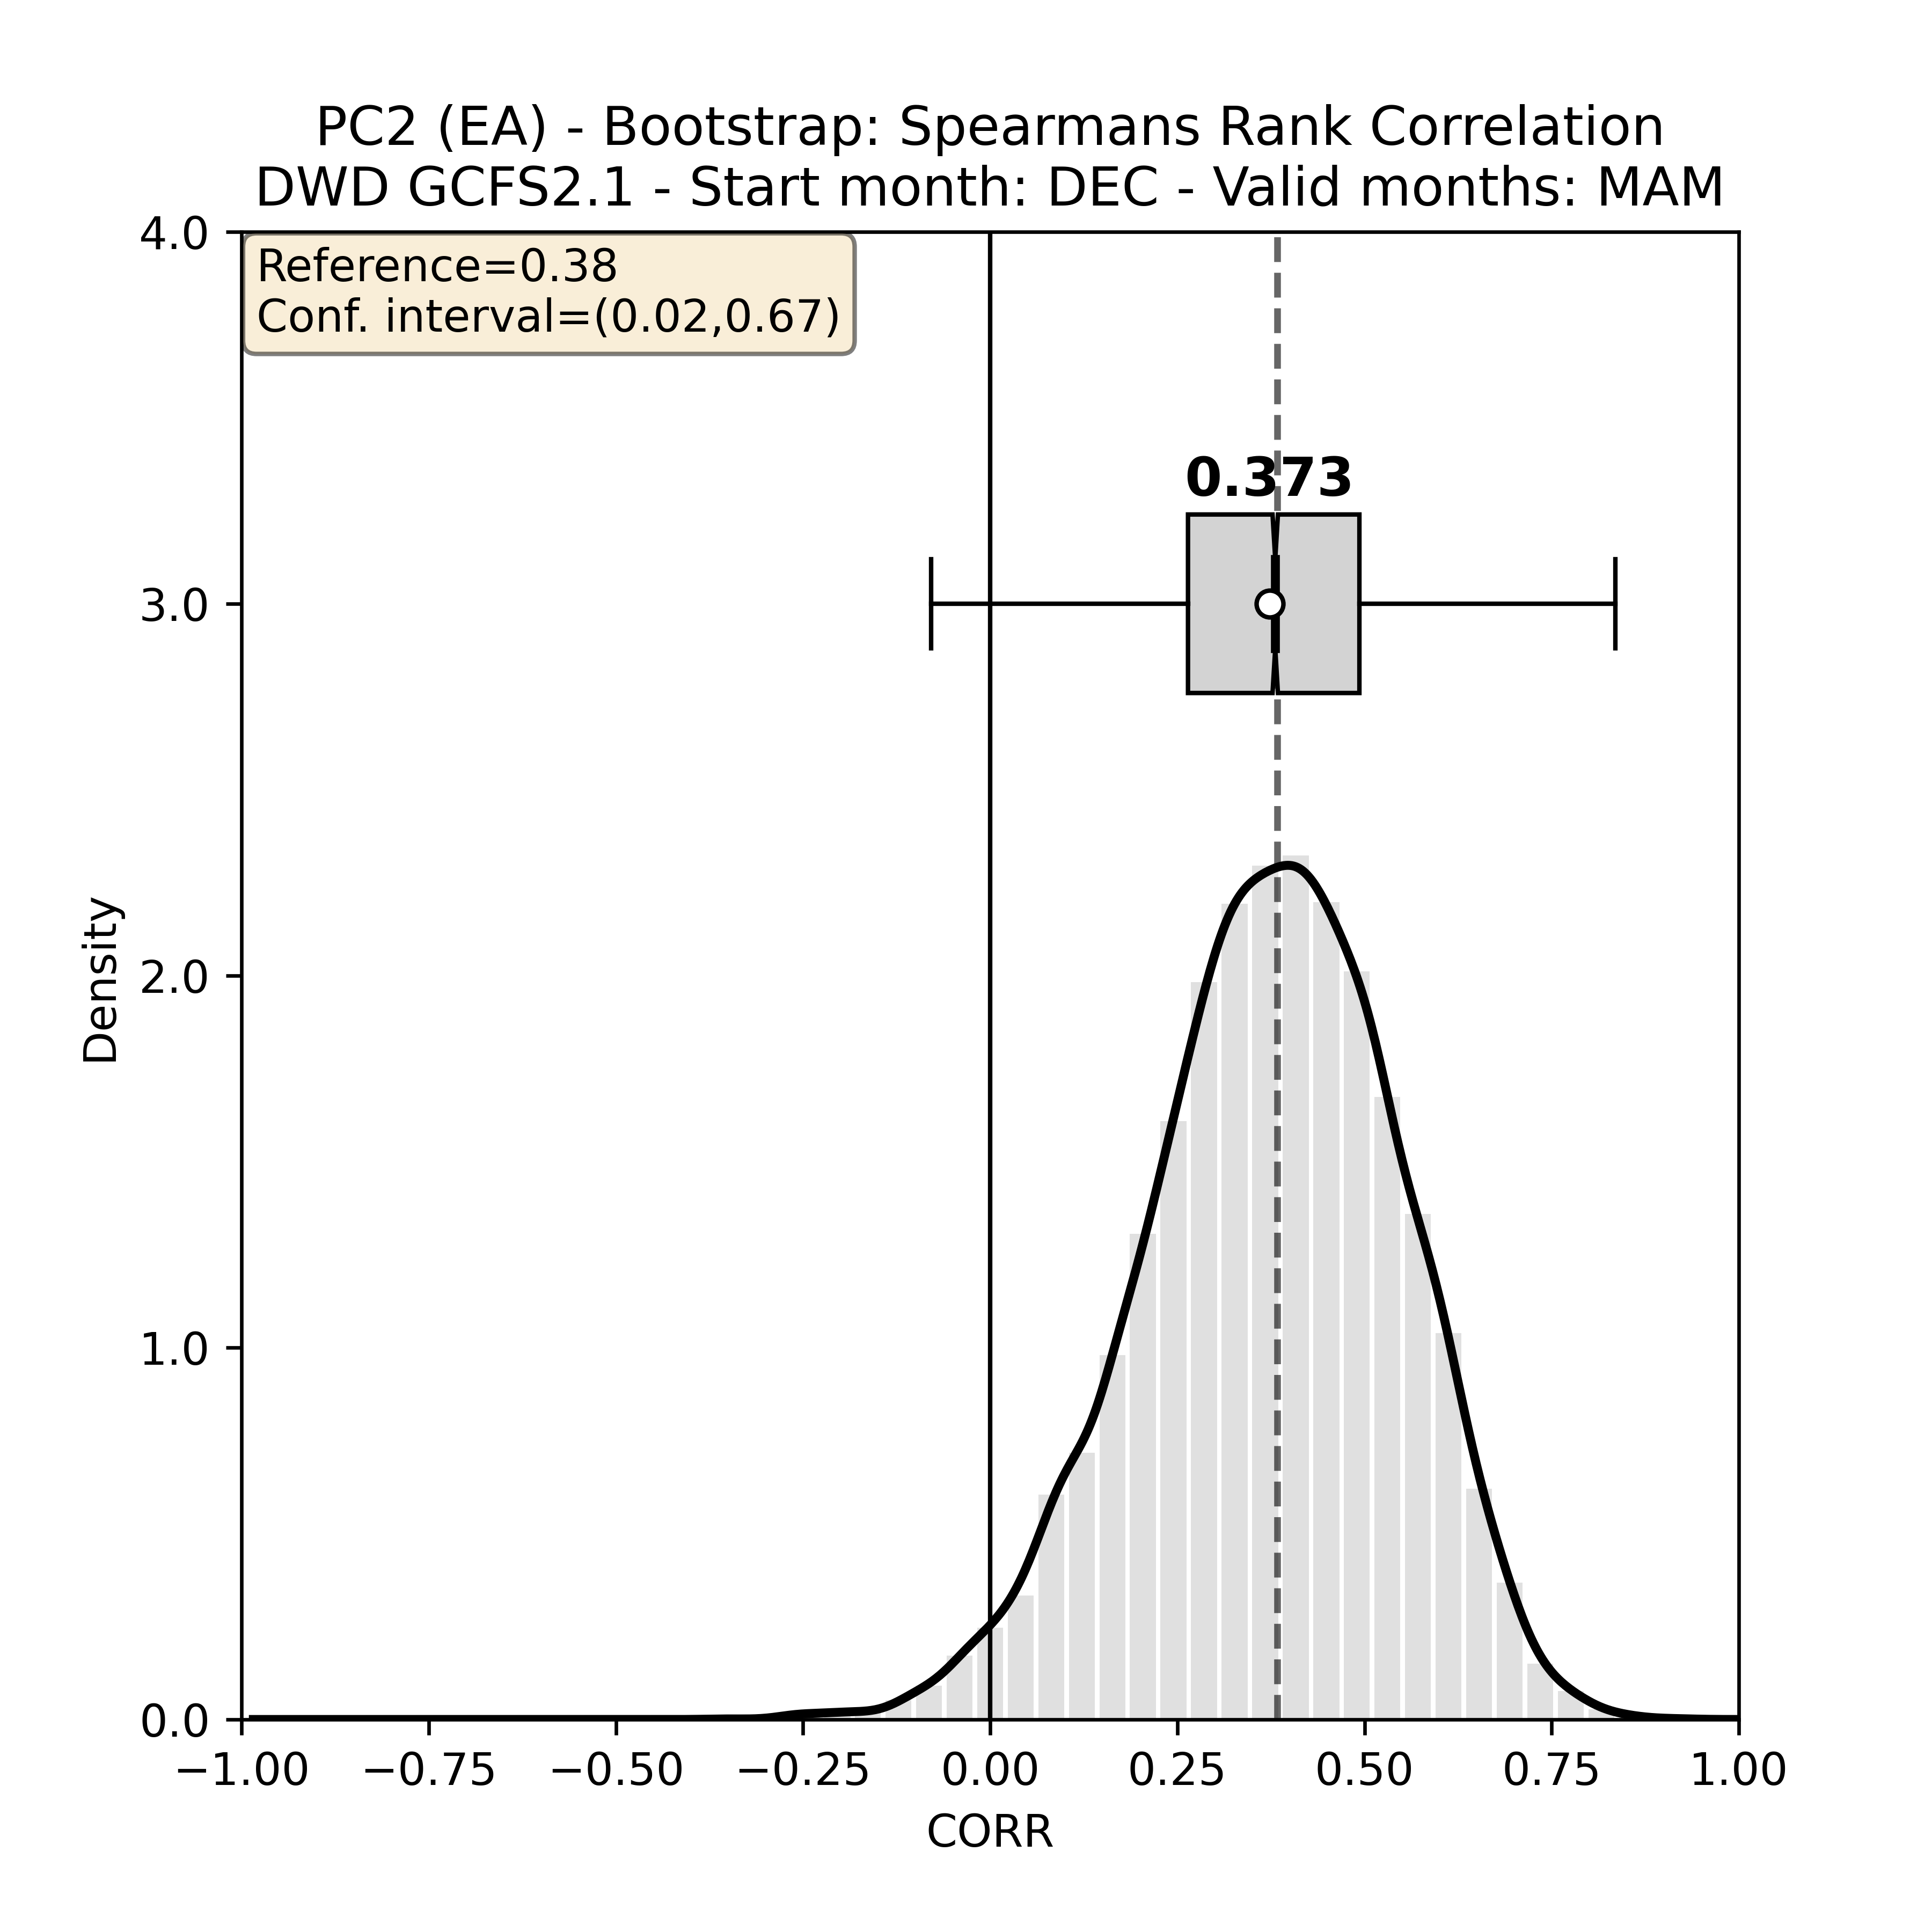 PC2 (EA) - Bootstrap: Spearmans Rank Correlation
DWD GCFS2.1 - Start month: DEC - Valid months: MAM
Reference=0.38
Conf. interval=(0.02,0.67)
0.373
4.0
3.0
2.0
1.0
0.0
Density
−1.00 −0.75 −0.50 −0.25 0.00 0.25 0.50 0.75 1.00
CORR